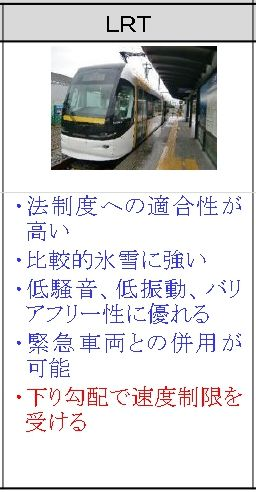 LRT
・法制度への適合性が
高い
・比較的氷雪に強い
・低騒音、低振動、バリ
アフリー性に優れる
・緊急車両との併用が
可能
・下り勾配で速度制限を
受ける